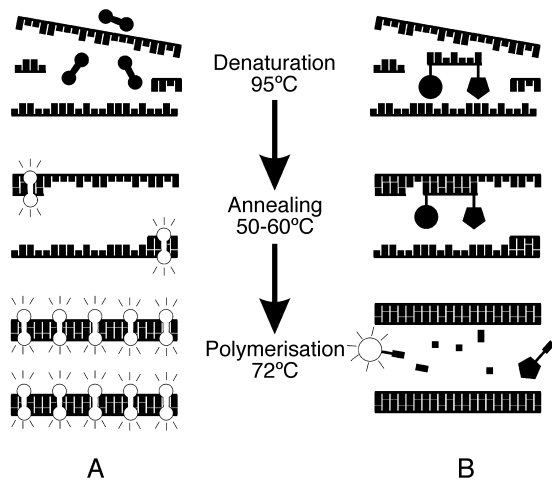 Denaturation
95ºC
Annealing
50-60ºC
Polymerisation
72ºC
A
B